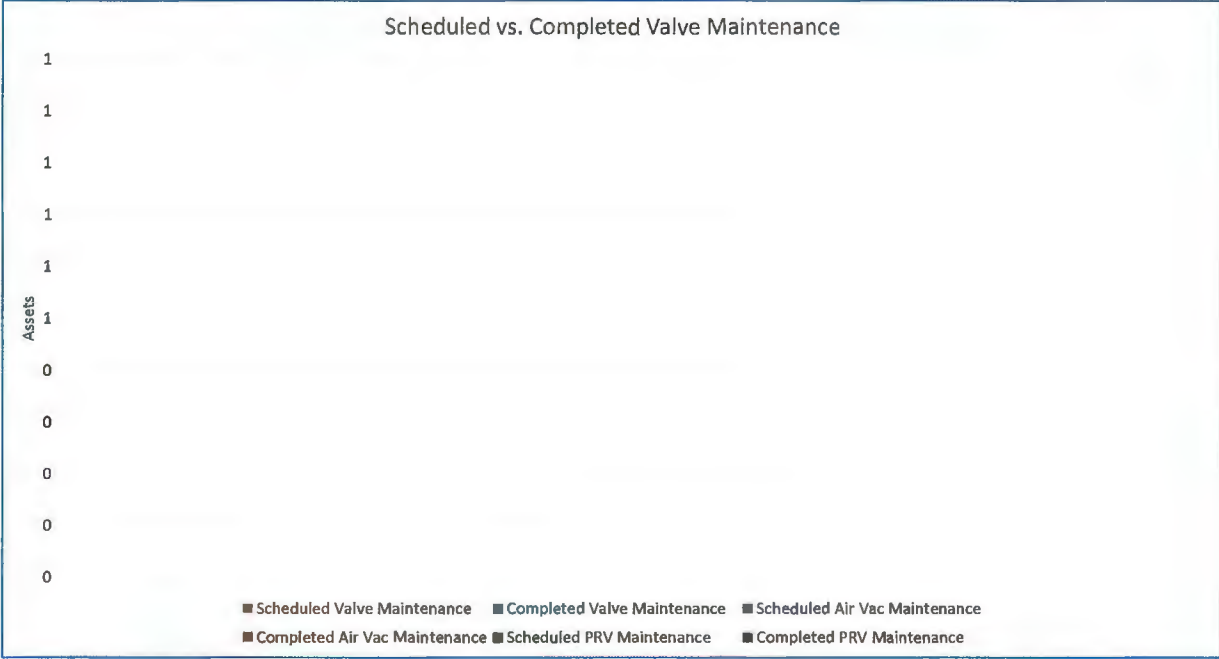 Scheduled vs. Completed Valve Maintenance
1
1
1
1
1
Assets
1
0
0
0
0
0
Scheduled Valve Maintenance Completed Valve Maintenance Scheduled Air Vac Maintenance
Completed Air Vac Maintenance Scheduled PRV Maintenance Completed PRV Maintenance